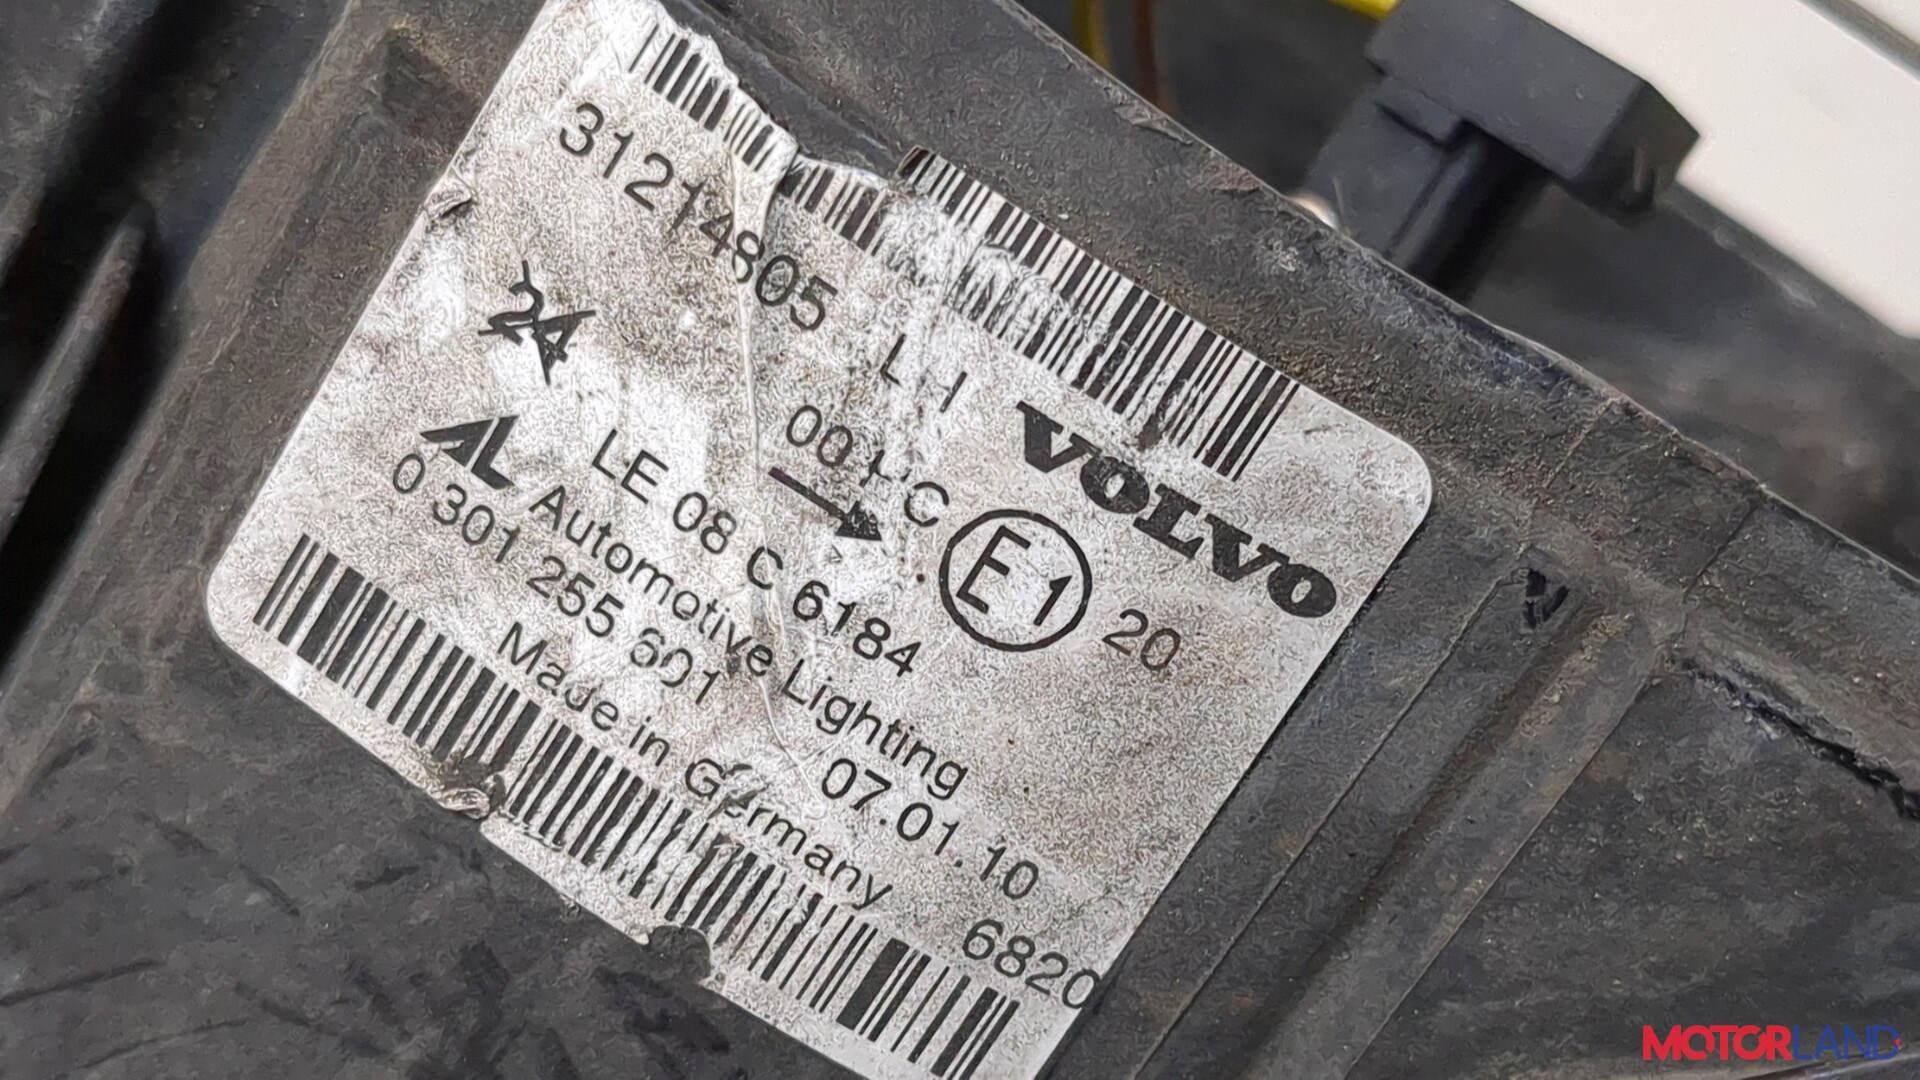 31214805 LH
VOLVO
24
00 HC
E1 20
LE 08 C 6184
AL Automotive Lighting
0 301 255 601 07.01.10
Made in Germany 6820
MOTORLAND